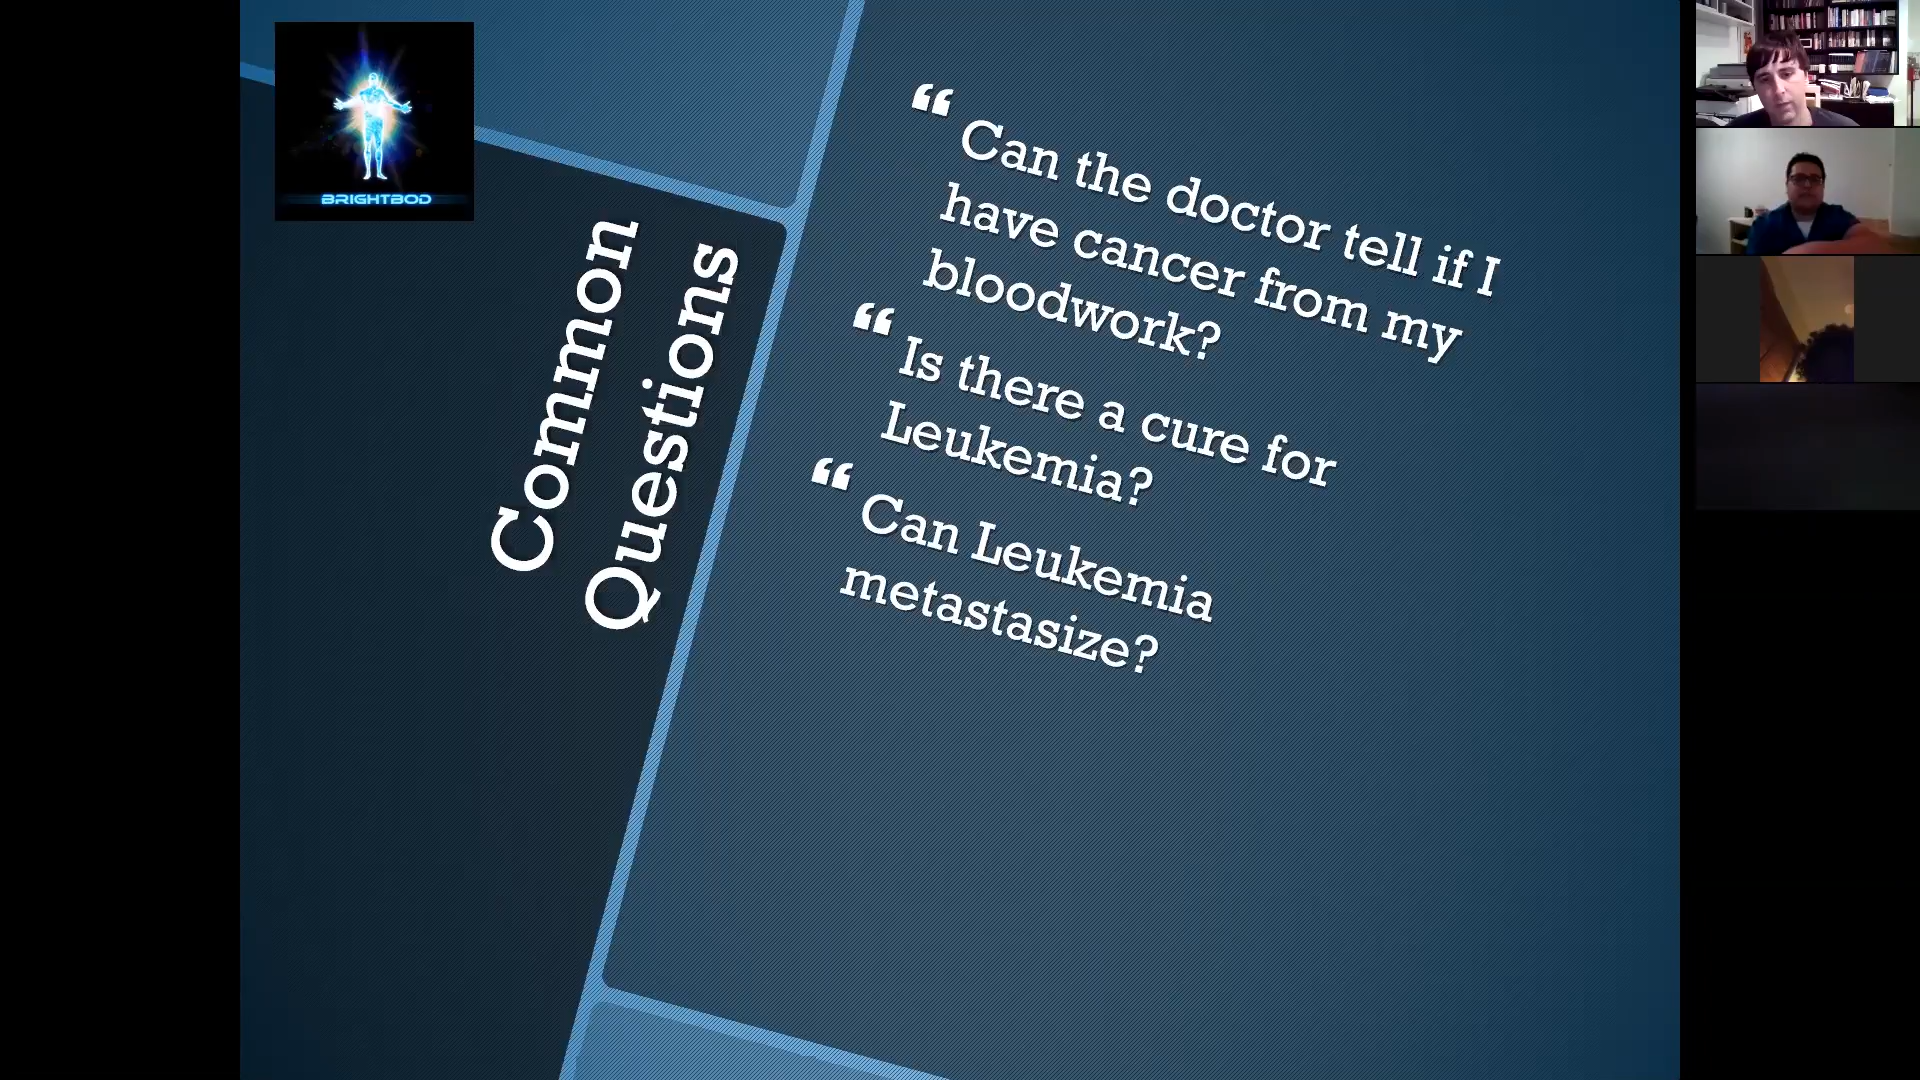 BRIGHTBOD
Common
Questions
“ Can the doctor tell if I
have cancer from my
bloodwork?
“ Is there a cure for
Leukemia?
“ Can Leukemia
metastasize?